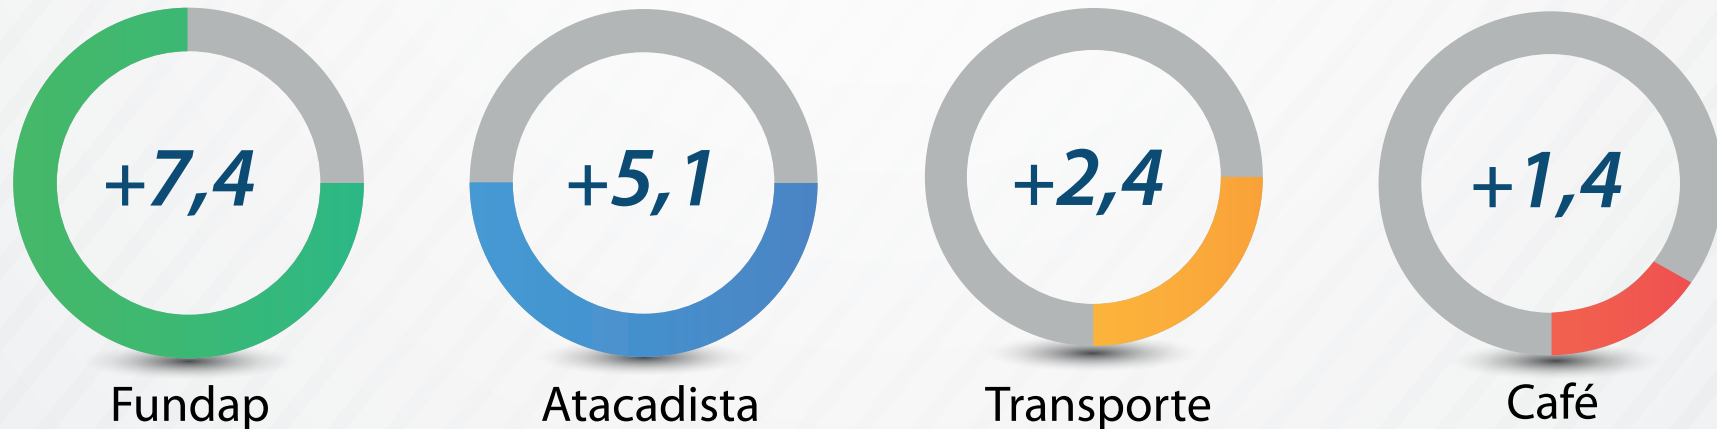 +7,4
+5,1
+2,4
+1,4
Fundap
Atacadista
Transporte
Café